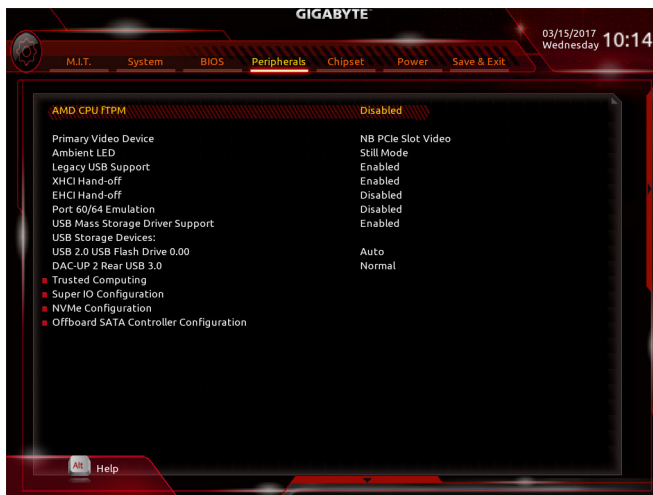 GIGABYTE™
03/15/2017 Wednesday 10:14
M.I.T. System BIOS Peripherals Chipset Power Save & Exit
AMD CPU fTPM Disabled
Primary Video Device NB PCIe Slot Video
Ambient LED Still Mode
Legacy USB Support Enabled
XHCI Hand-off Enabled
EHCI Hand-off Disabled
Port 60/64 Emulation Disabled
USB Mass Storage Driver Support Enabled
USB Storage Devices:
USB 2.0 USB Flash Drive 0.00 Auto
DAC-UP 2 Rear USB 3.0 Normal
Trusted Computing
Super IO Configuration
NVMe Configuration
Offboard SATA Controller Configuration
Alt Help